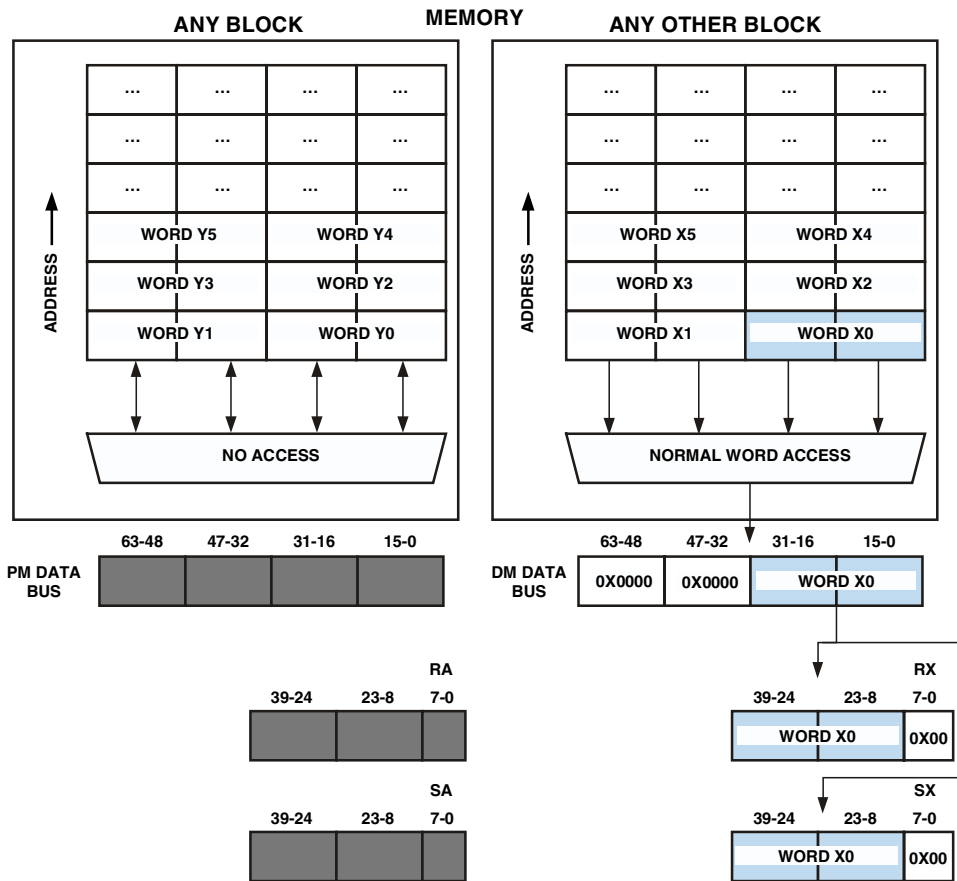 MEMORY
ANY BLOCK
ANY OTHER BLOCK
... ... ... ...
... ... ... ...
... ... ... ...
WORD Y5 WORD Y4
WORD Y3 WORD Y2
WORD Y1 WORD Y0
ADDRESS
NO ACCESS
... ... ... ...
... ... ... ...
... ... ... ...
WORD X5 WORD X4
WORD X3 WORD X2
WORD X1 WORD X0
ADDRESS
NORMAL WORD ACCESS
63-48 47-32 31-16 15-0
PM DATA
BUS
63-48 47-32 31-16 15-0
DM DATA
BUS
0X0000 0X0000 WORD X0
RA
39-24 23-8 7-0
RX
39-24 23-8 7-0
WORD X0 0X00
SA
39-24 23-8 7-0
SX
39-24 23-8 7-0
WORD X0 0X00